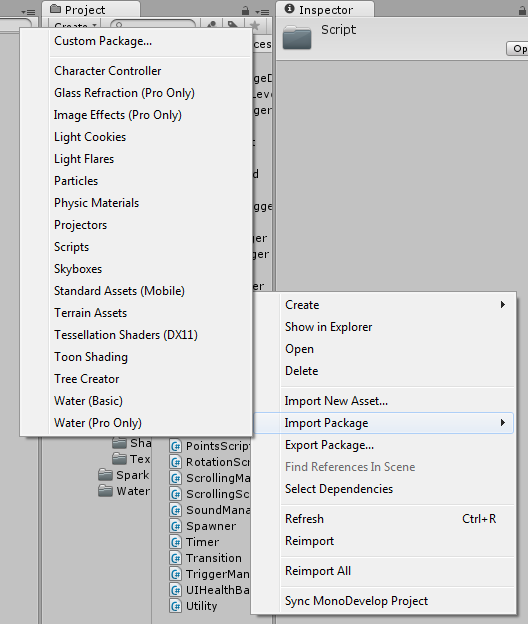 Project
Inspector
Create
Script
Custom Package...
Character Controller
Glass Refraction (Pro Only)
Image Effects (Pro Only)
Light Cookies
Light Flares
Particles
Physic Materials
Projectors
Scripts
Skyboxes
Standard Assets (Mobile)
Terrain Assets
Tessellation Shaders (DX11)
Toon Shading
Tree Creator
Water (Basic)
Water (Pro Only)
Create
Show in Explorer
Open
Delete
Import New Asset...
Import Package
Export Package...
Find References In Scene
Select Dependencies
Refresh Ctrl+R
Reimport
Reimport All
Sync MonoDevelop Project
Sha
Tex
Spark
Water
PointsScript
RotationScr
ScrollingMa
ScrollingSc
SoundMana
Spawner
Timer
Transition
TriggerMan
UIHealthBa
Utility